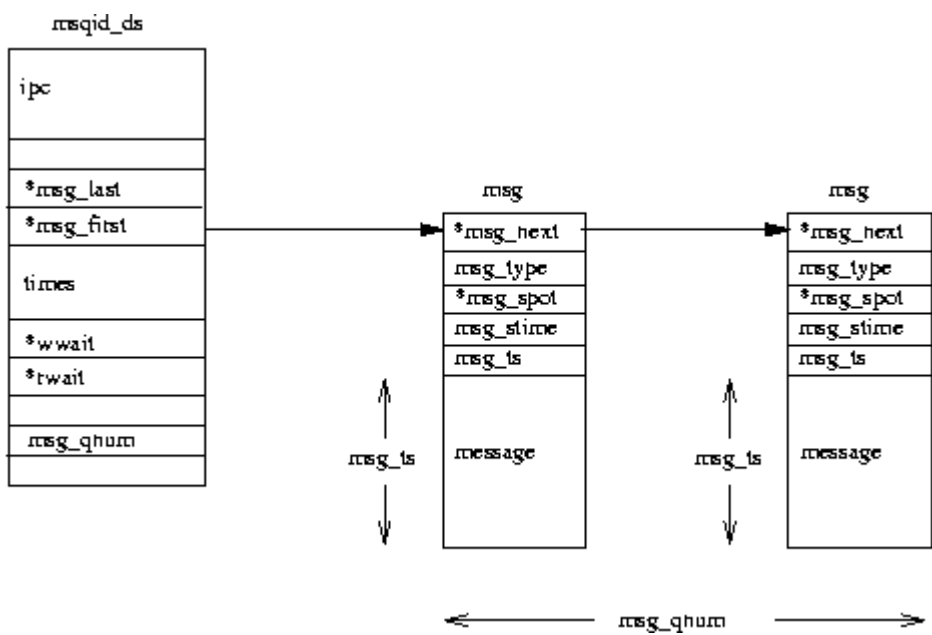 msqid_ds
ipc
*msg_last
*msg_first
times
*wwait
*rwait
msg_qnum
msg
*msg_next
msg_type
*msg_spot
msg_stime
msg_ts
message
msg_ts
msg
*msg_next
msg_type
*msg_spot
msg_stime
msg_ts
message
msg_ts
msg_qnum